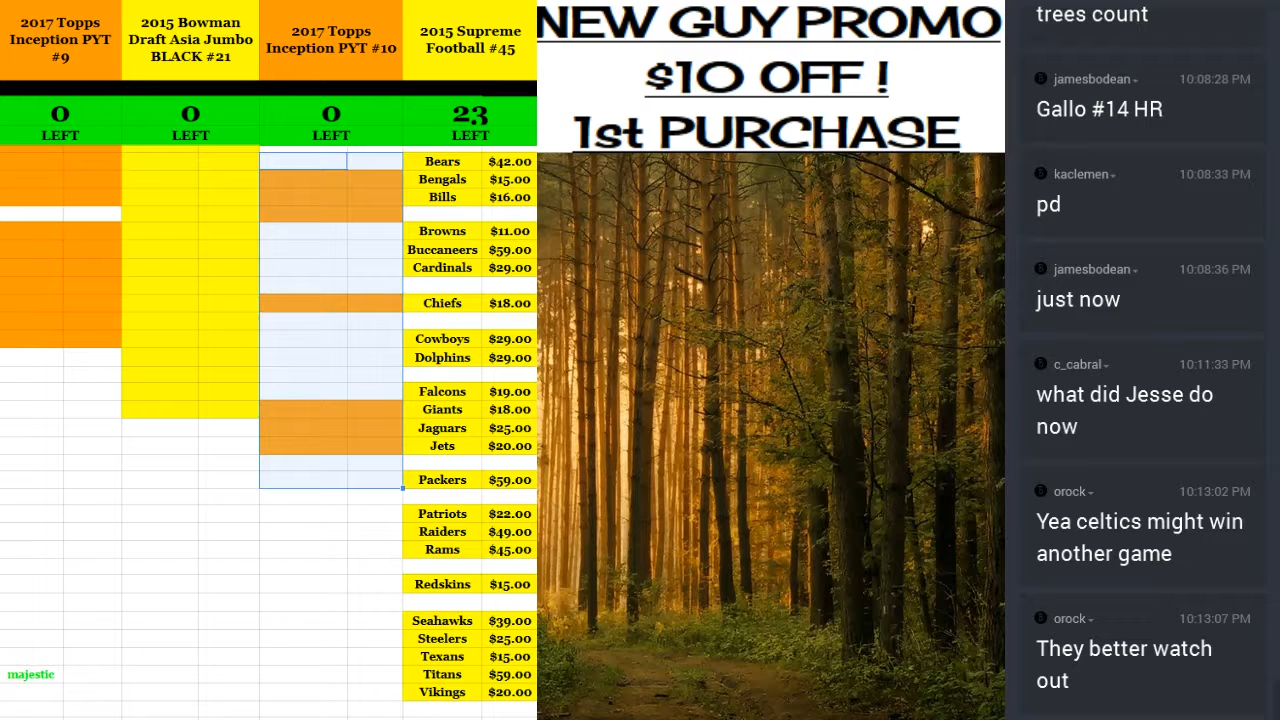 2017 Topps
Inception PYT
#9
2015 Bowman
Draft Asia Jumbo
BLACK #21
2017 Topps
Inception PYT #10
2015 Supreme
Football #45
0
LEFT
0
LEFT
0
LEFT
23
LEFT
Bears $42.00
Bengals $15.00
Bills $16.00
Browns $11.00
Buccaneers $59.00
Cardinals $29.00
Chiefs $18.00
Cowboys $29.00
Dolphins $29.00
Falcons $19.00
Giants $18.00
Jaguars $25.00
Jets $20.00
Packers $59.00
Patriots $22.00
Raiders $49.00
Rams $45.00
Redskins $15.00
Seahawks $39.00
Steelers $25.00
Texans $15.00
Titans $59.00
Vikings $20.00
majestic
NEW GUY PROMO
$10 OFF !
1st PURCHASE
trees count
jamesbodean 10:08:28 PM
Gallo #14 HR
kaclemen 10:08:33 PM
pd
jamesbodean 10:08:36 PM
just now
c_cabral 10:11:33 PM
what did Jesse do
now
orock 10:13:02 PM
Yea celtics might win
another game
orock 10:13:07 PM
They better watch
out